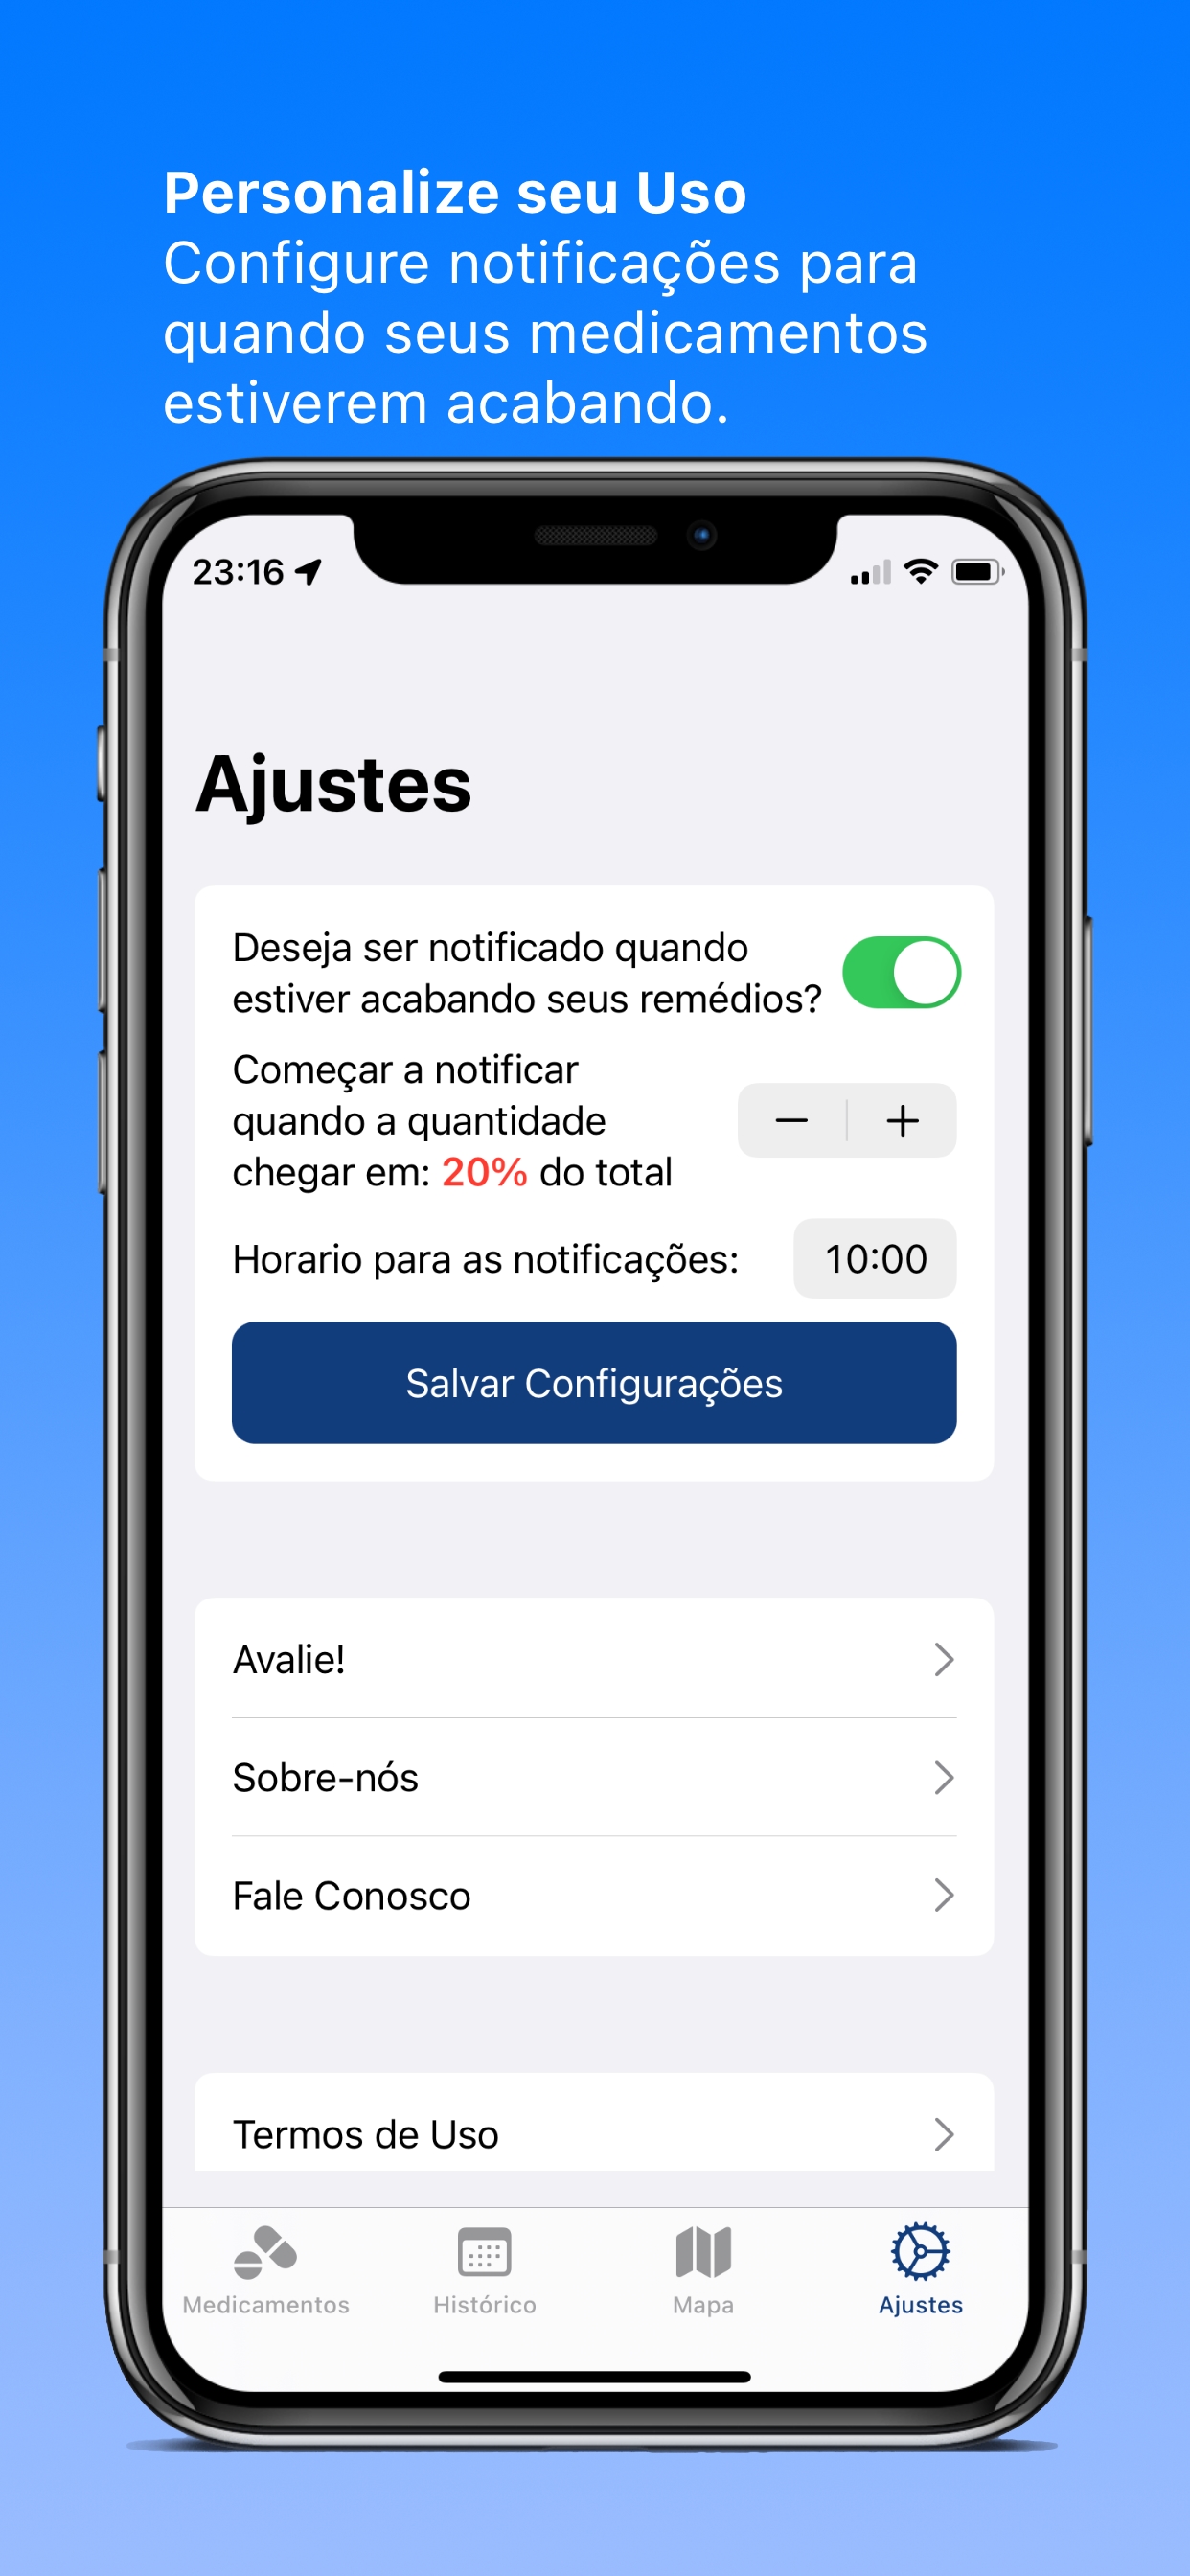 Personalize seu Uso
Configure notificações para
quando seus medicamentos
estiverem acabando.
23:16
Ajustes
Deseja ser notificado quando
estiver acabando seus remédios?
Começar a notificar
quando a quantidade
chegar em: 20% do total
Horario para as notificações:
10:00
Salvar Configurações
Avalie!
Sobre-nós
Fale Conosco
Termos de Uso
Medicamentos
Histórico
Mapa
Ajustes